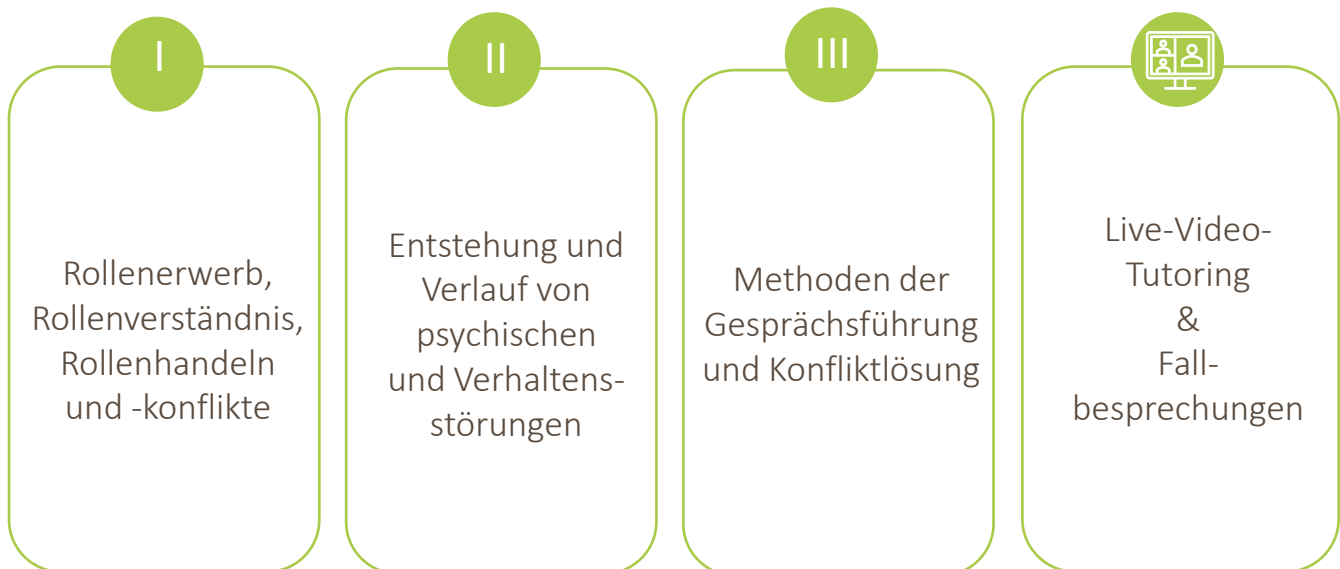 I
Rollenerwerb,
Rollenverständnis,
Rollenhandeln
und -konflikte
II
Entstehung und
Verlauf von
psychischen
und Verhaltens-
störungen
III
Methoden der
Gesprächsführung
und Konfliktlösung
Live-Video-
Tutoring
&
Fall-
besprechungen